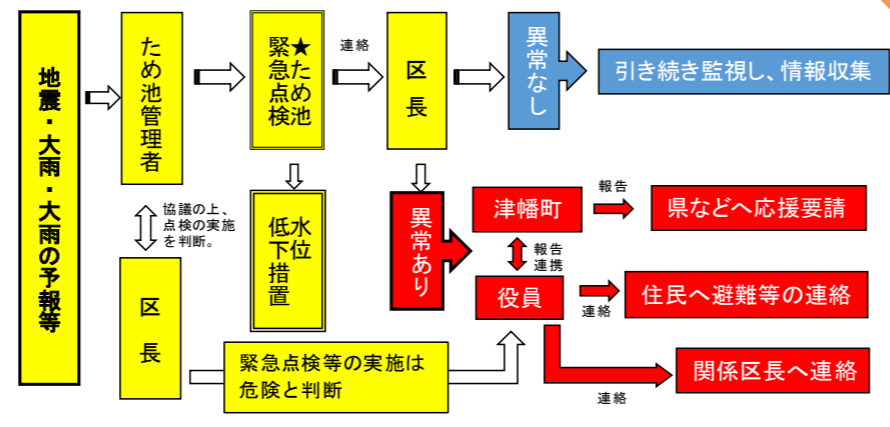 地震・大雨・大雨の予報等
ため池管理者
★ため池
緊急点検
連絡
区長
異常なし
引き続き監視し、情報収集
協議の上、
点検の実施
を判断。
水位
低下措置
異常あり
津幡町
報告
県などへ応援要請
報告
連携
役員
連絡
住民へ避難等の連絡
区長
緊急点検等の実施は
危険と判断
連絡
関係区長へ連絡